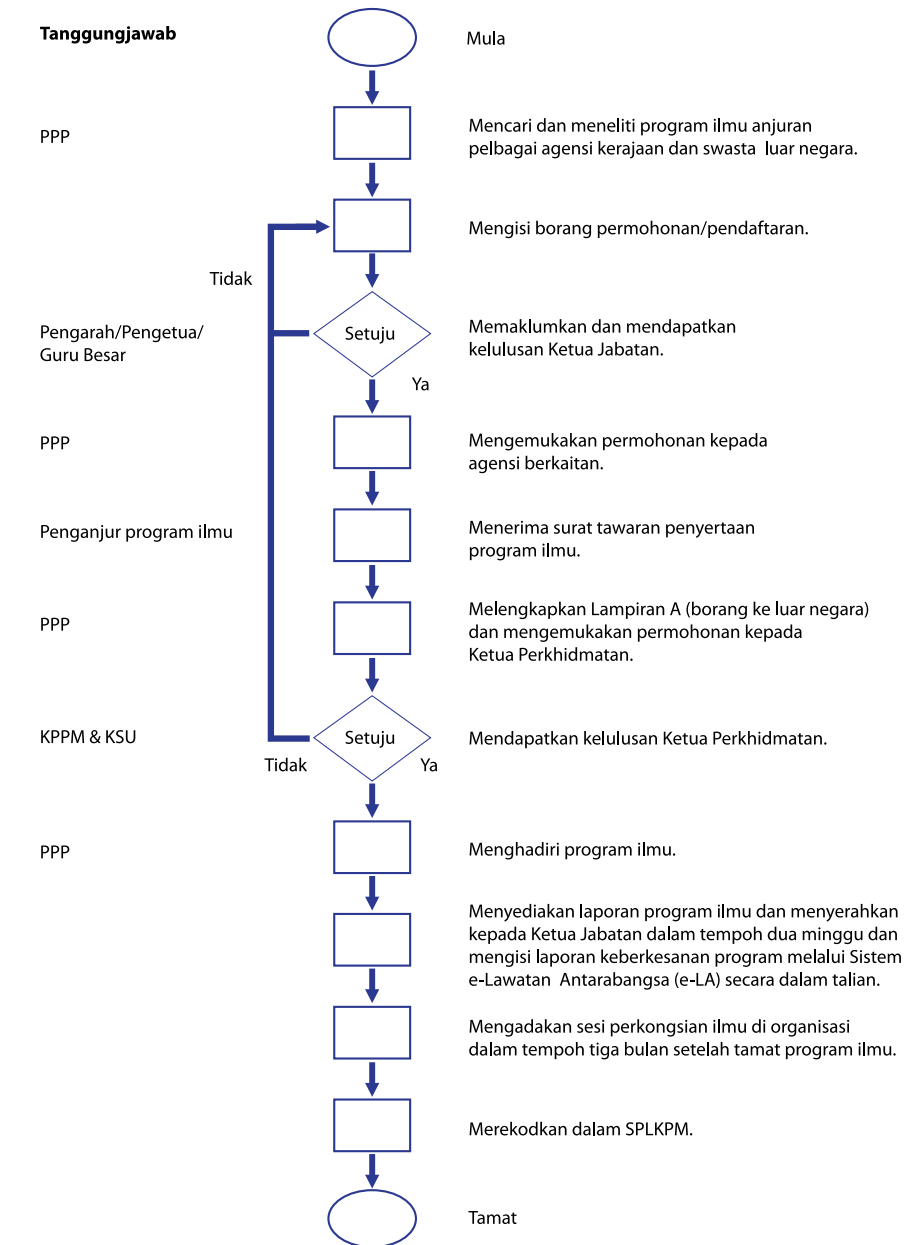 Tanggungjawab
Mula
PPP
Mencari dan meneliti program ilmu anjuran
pelbagai agensi kerajaan dan swasta luar negara.
Mengisi borang permohonan/pendaftaran.
Tidak
Pengarah/Pengetua/
Guru Besar
Setuju
Memaklumkan dan mendapatkan
kelulusan Ketua Jabatan.
Ya
PPP
Mengemukakan permohonan kepada
agensi berkaitan.
Penganjur program ilmu
Menerima surat tawaran penyertaan
program ilmu.
PPP
Melengkapkan Lampiran A (borang ke luar negara)
dan mengemukakan permohonan kepada
Ketua Perkhidmatan.
KPPM & KSU
Setuju
Mendapatkan kelulusan Ketua Perkhidmatan.
Tidak
Ya
PPP
Menghadiri program ilmu.
Menyediakan laporan program ilmu dan menyerahkan
kepada Ketua Jabatan dalam tempoh dua minggu dan
mengisi laporan keberkesanan program melalui Sistem
e-Lawatan Antarabangsa (e-LA) secara dalam talian.
Mengadakan sesi perkongsian ilmu di organisasi
dalam tempoh tiga bulan setelah tamat program ilmu.
Merekodkan dalam SPLKPM.
Tamat